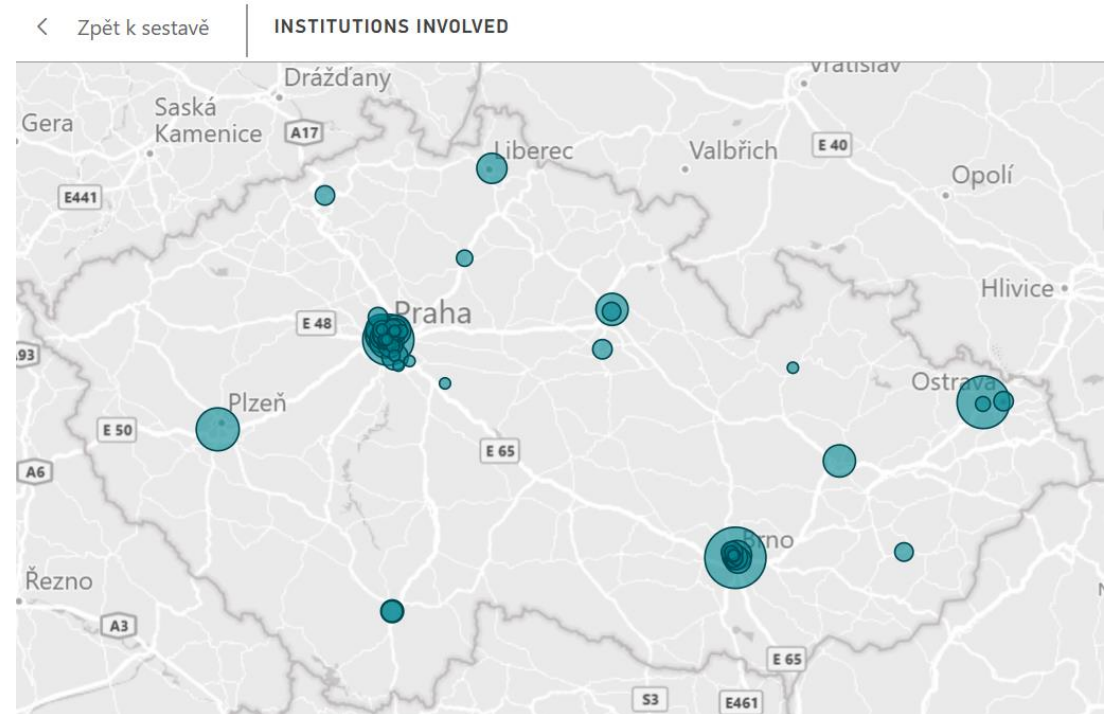 Zpět k sestavě
INSTITUTIONS INVOLVED
Drážďany
Vratislav
Gera
Saská
Kamenice
A17
Liberec
Valbřich
E 40
Opolí
E441
Hlivice
Praha
E 48
93
Ostrava
Plzeň
E 50
E 65
A6
Brno
Řezno
A3
E 65
S3
E461